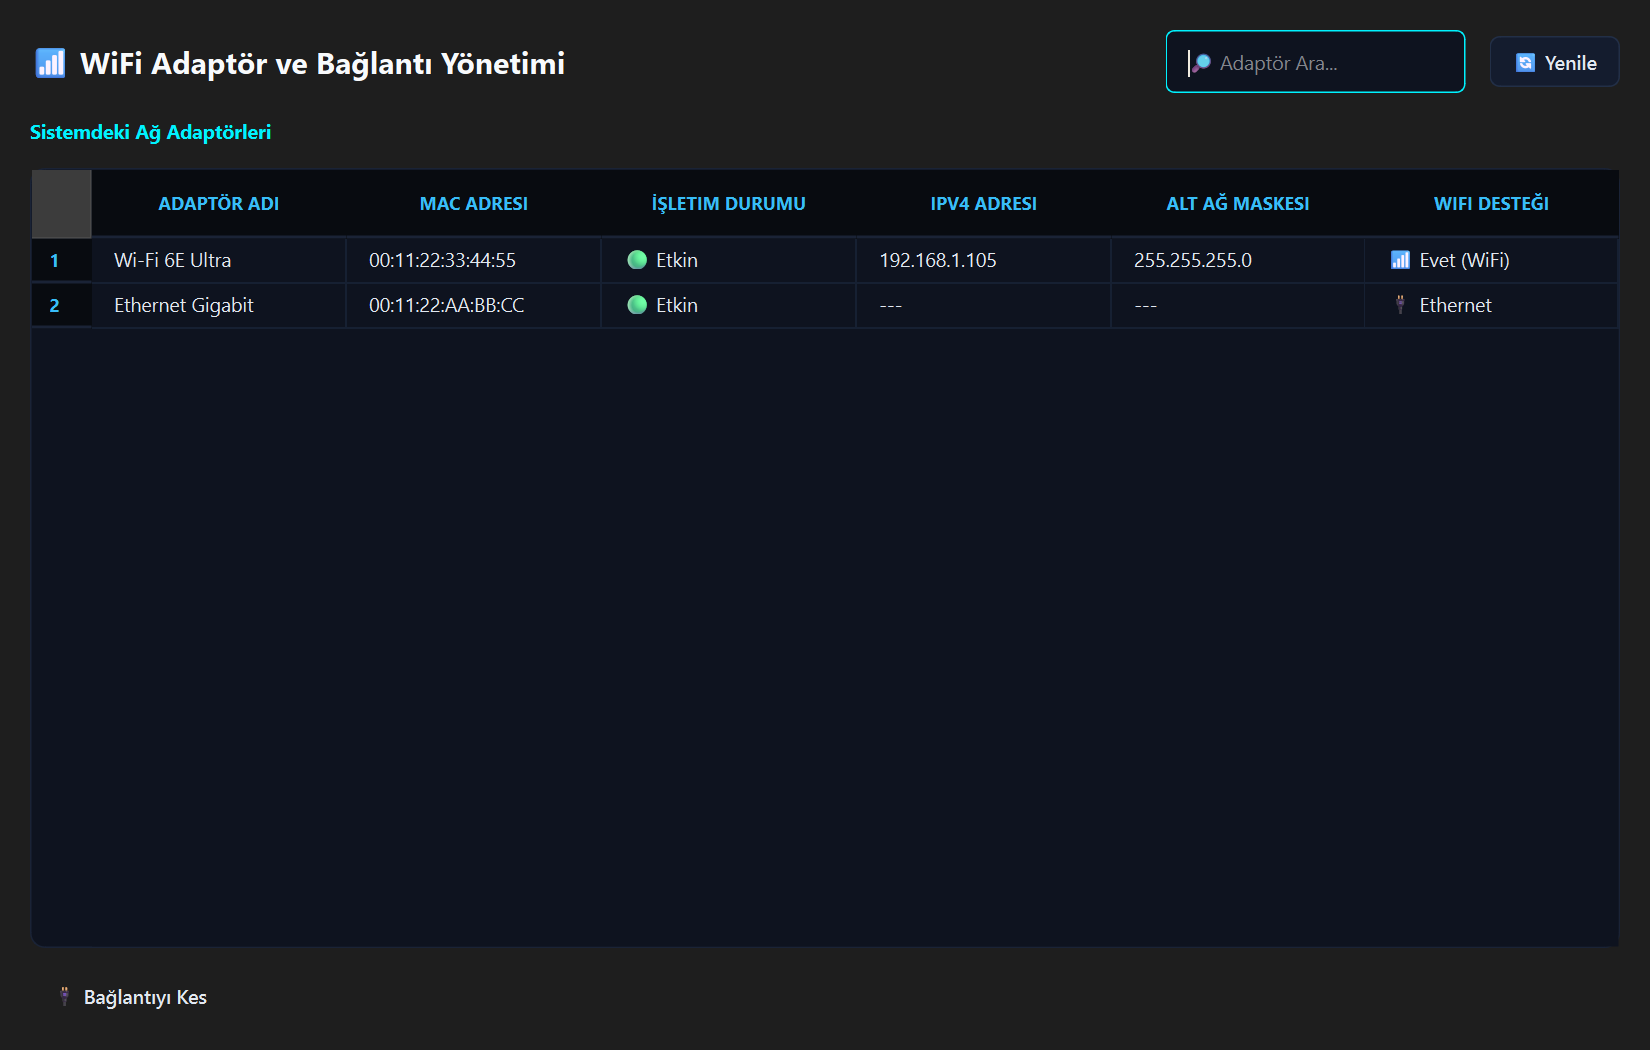 WiFi Adaptör ve Bağlantı Yönetimi
Adaptör Ara...
Yenile
Sistemdeki Ağ Adaptörleri
ADAPTÖR ADI MAC ADRESI İŞLETIM DURUMU IPV4 ADRESI ALT AĞ MASKESI WIFI DESTEĞI
1 Wi-Fi 6E Ultra 00:11:22:33:44:55 Etkin 192.168.1.105 255.255.255.0 Evet (WiFi)
2 Ethernet Gigabit 00:11:22:AA:BB:CC Etkin --- --- Ethernet
Bağlantıyı Kes